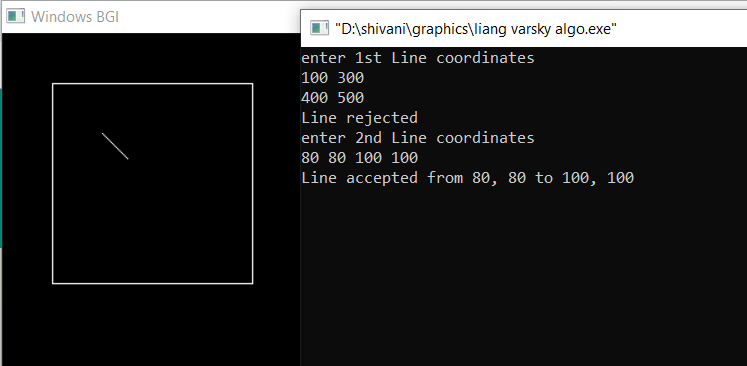 Windows BGI
"D:\shivani\graphics\liang varsky algo.exe"
enter 1st Line coordinates
100 300
400 500
Line rejected
enter 2nd Line coordinates
80 80 100 100
Line accepted from 80, 80 to 100, 100